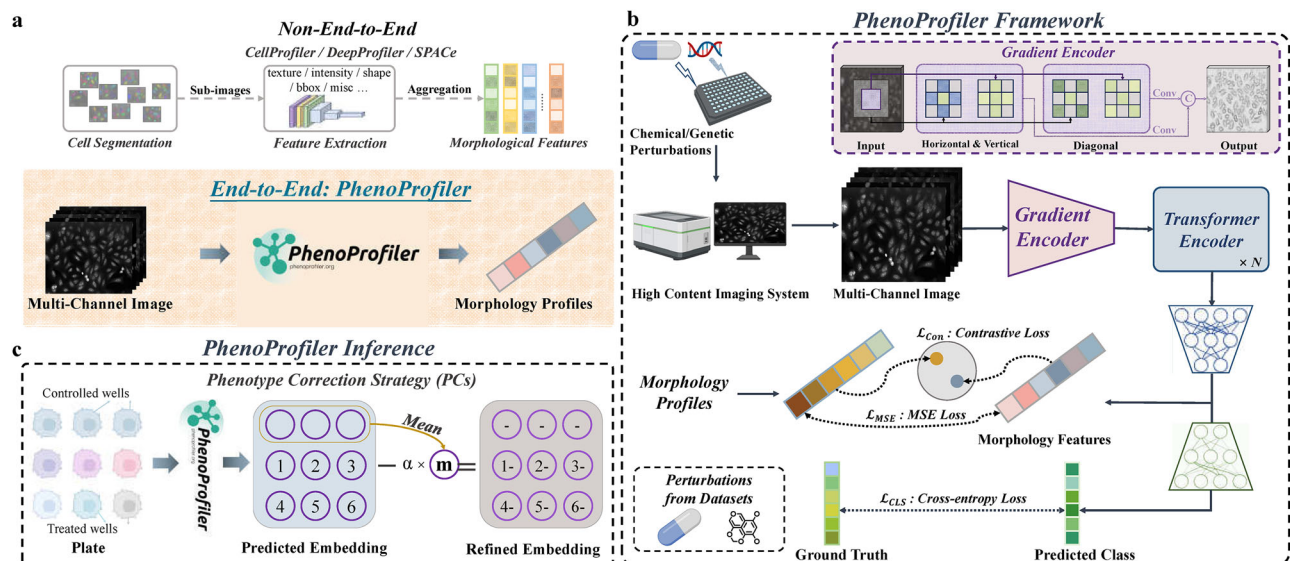 a
Non-End-to-End
CellProfiler / DeepProfiler / SPACe
Sub-images
texture / intensity / shape
/ bbox / misc ...
Aggregation
Cell Segmentation
Feature Extraction
Morphological Features
End-to-End: PhenoProfiler
PhenoProfiler
phenoprofiler.org
Multi-Channel Image
Morphology Profiles
b
PhenoProfiler Framework
Chemical/Genetic
Perturbations
Gradient Encoder
Conv
C
Conv
Input
Horizontal & Vertical
Diagonal
Output
High Content Imaging System
Multi-Channel Image
Gradient
Encoder
Transformer
Encoder
× N
Morphology
Profiles
ℒCon : Contrastive Loss
ℒMSE : MSE Loss
Morphology Features
Perturbations
from Datasets
ℒCLS : Cross-entropy Loss
Ground Truth
Predicted Class
c
PhenoProfiler Inference
Phenotype Correction Strategy (PCs)
Controlled wells
Treated wells
Plate
PhenoProfiler
phenoprofiler.org
Mean
1 2 3
4 5 6
— α × m =
- - -
1- 2- 3-
4- 5- 6-
Predicted Embedding
Refined Embedding